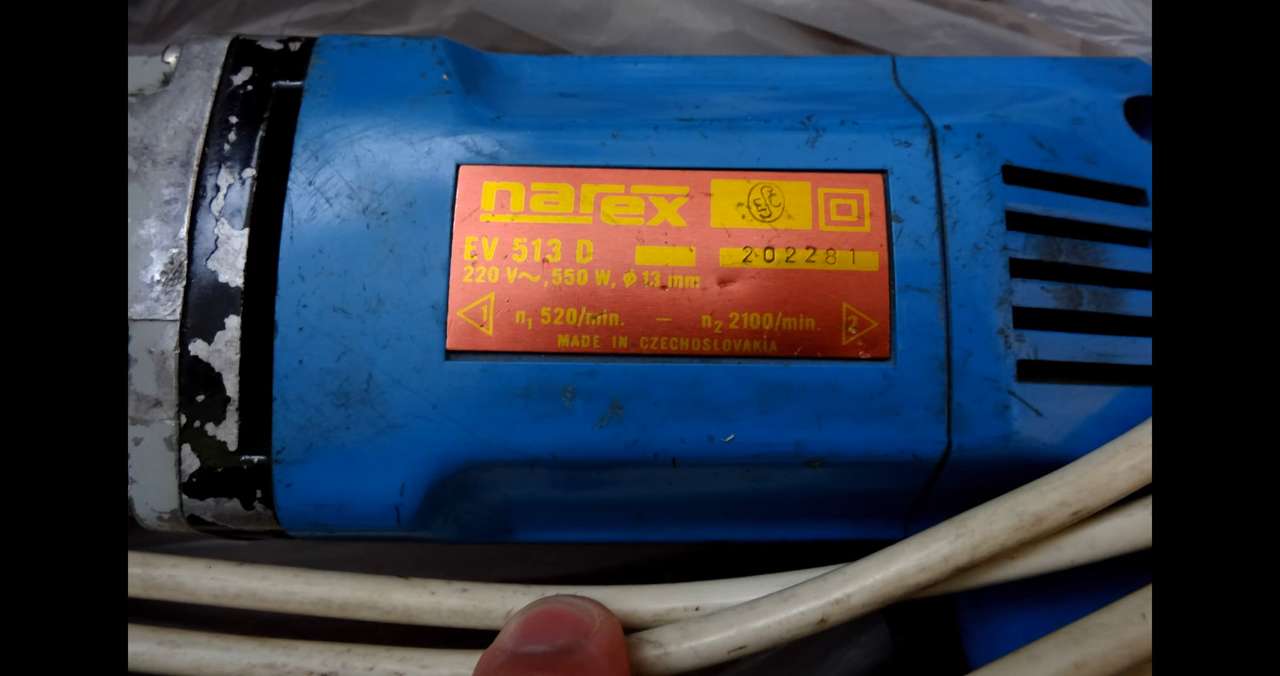 narex
EV 513 D 202281
220 V~, 550 W, ϕ 13 mm
1 n₁ 520/min. — n₂ 2100/min. 2
MADE IN CZECHOSLOVAKIA